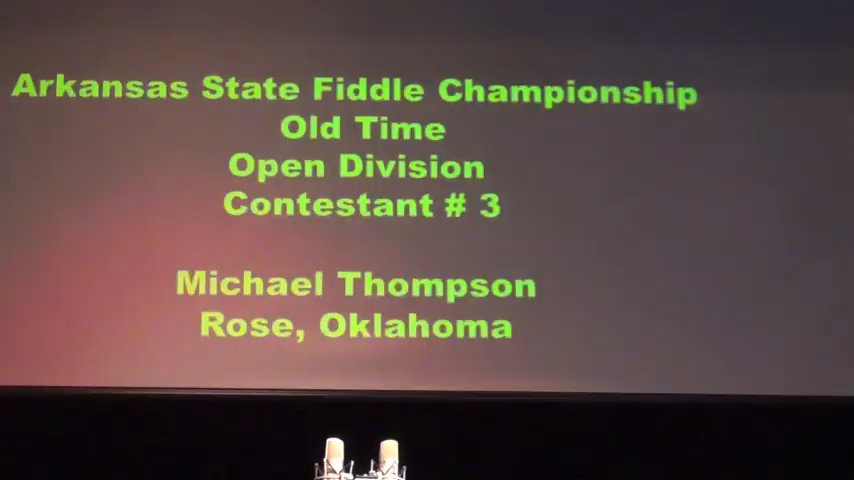 Arkansas State Fiddle Championship
Old Time
Open Division
Contestant # 3
Michael Thompson
Rose, Oklahoma